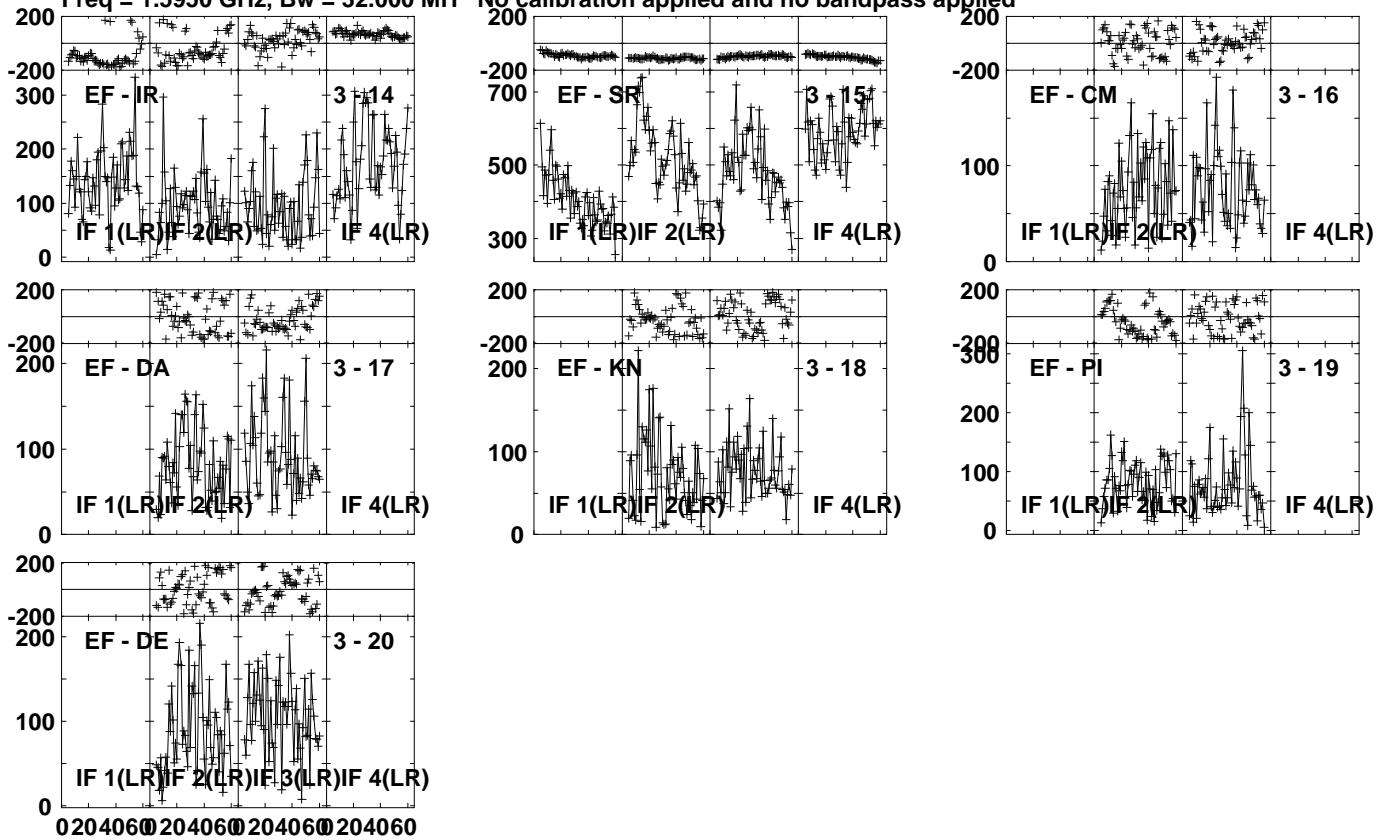 Freq = 1.5950 GHz, Bw = 32.000 MH No calibration applied and no bandpass applied
200 200 200
-200 -200 -200
EF - IR 3 - 14 EF - SR 3 - 15 EF - CM 3 - 16
300 700
200 500 100
100 300
IF 1(LR) IF 2(LR) IF 4(LR) IF 1(LR) IF 2(LR) IF 4(LR) IF 1(LR) IF 2(LR) IF 4(LR)
0 0
200 200 200
-200 -200 -200
EF - DA 3 - 17 EF - KN 3 - 18 EF - PI 3 - 19
200 200 300
200
100 100 100
IF 1(LR) IF 2(LR) IF 4(LR) IF 1(LR) IF 2(LR) IF 4(LR) IF 1(LR) IF 2(LR) IF 4(LR)
0 0 0
200
-200
EF - DE 3 - 20
200
100
IF 1(LR) IF 2(LR) IF 3(LR) IF 4(LR)
0
0 20 40 60 0 20 40 60 0 20 40 60 0 20 40 60